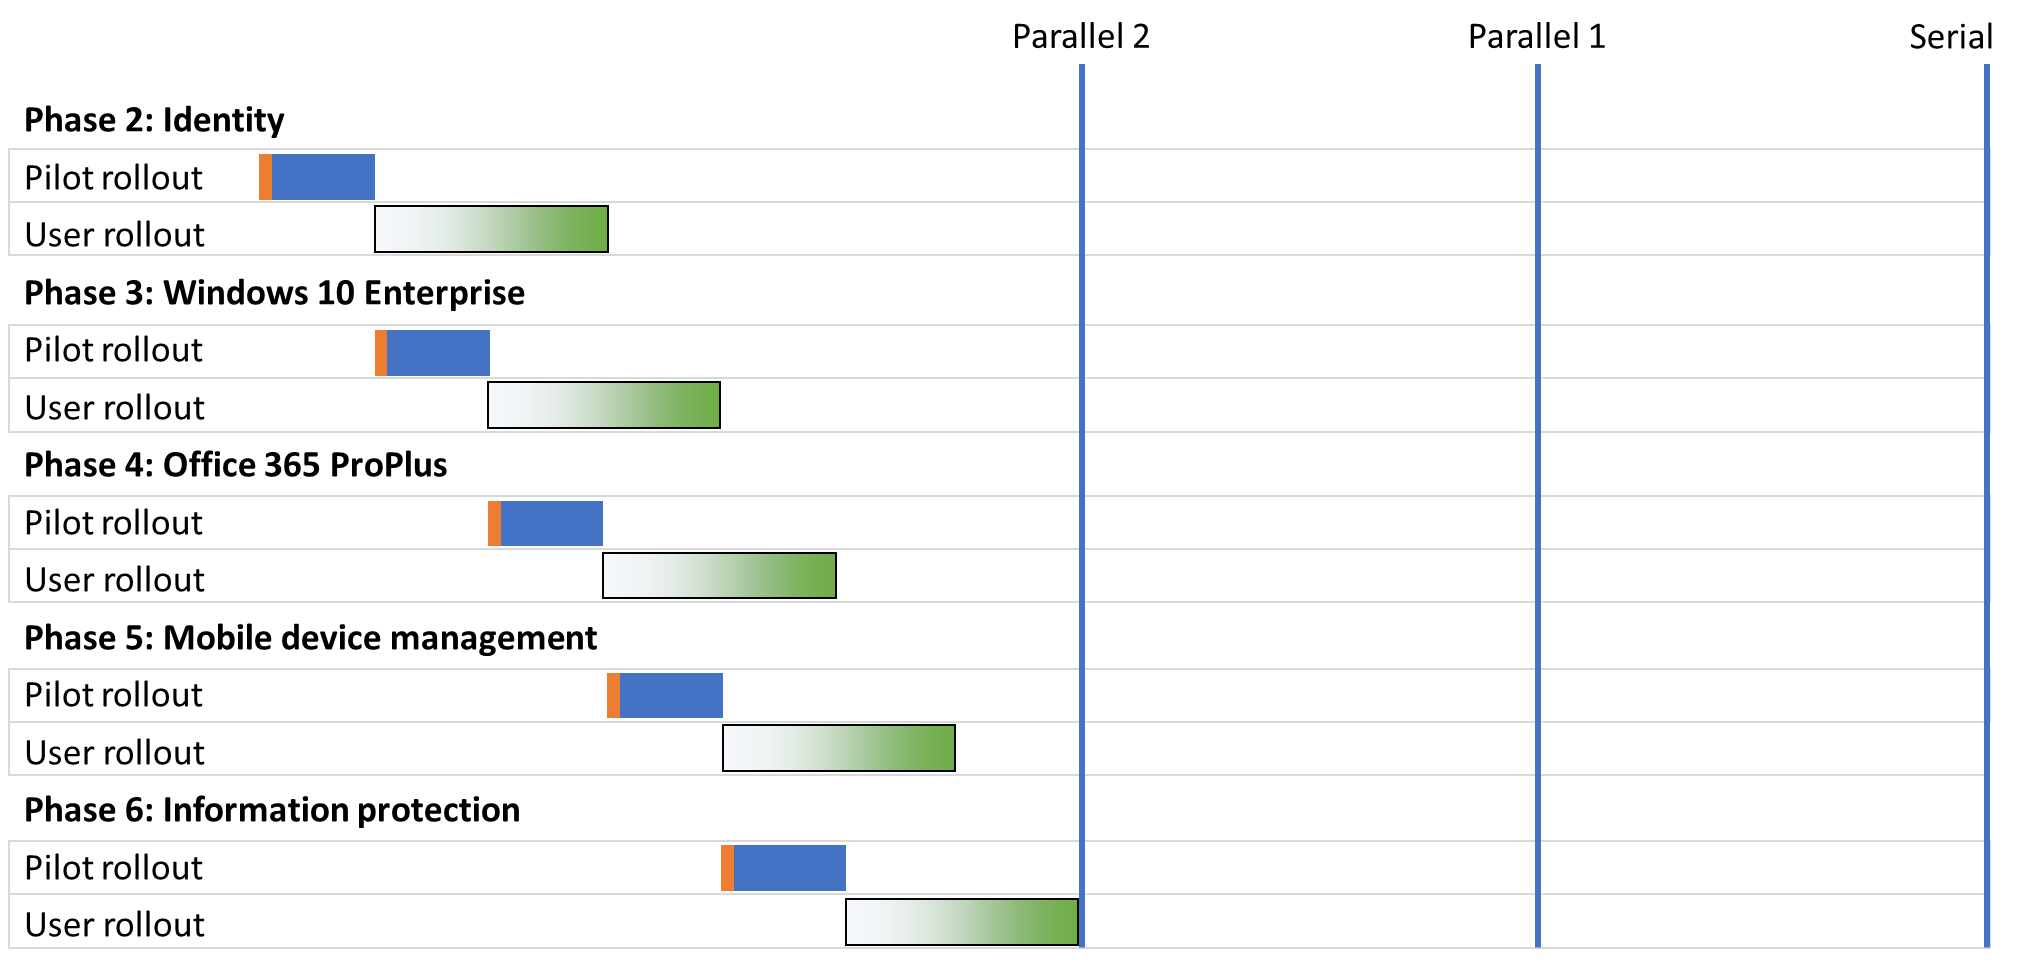 Parallel 2
Parallel 1
Serial
Phase 2: Identity
Pilot rollout
User rollout
Phase 3: Windows 10 Enterprise
Pilot rollout
User rollout
Phase 4: Office 365 ProPlus
Pilot rollout
User rollout
Phase 5: Mobile device management
Pilot rollout
User rollout
Phase 6: Information protection
Pilot rollout
User rollout